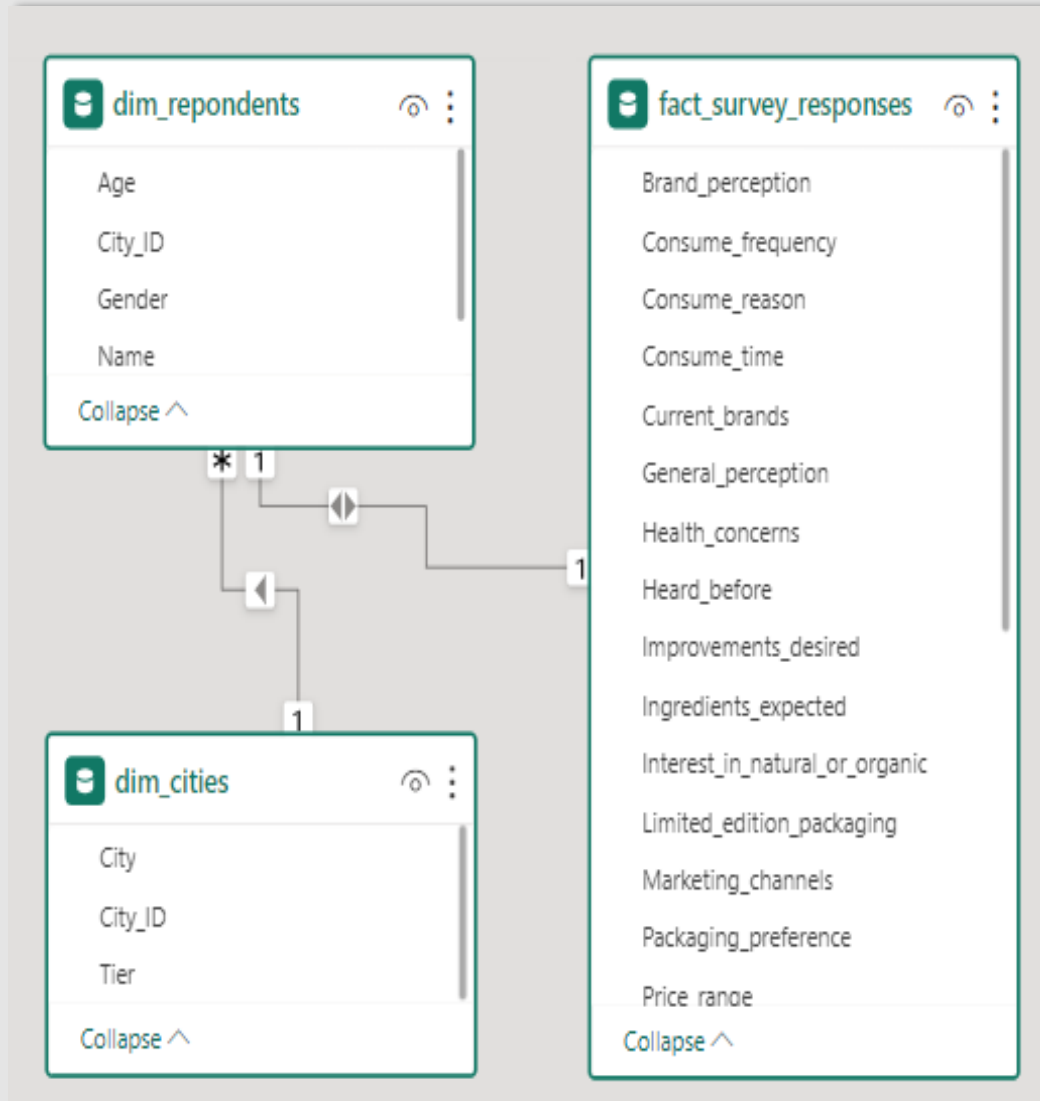 dim_repondents
Age
City_ID
Gender
Name
Collapse
* 1
1
1
dim_cities
City
City_ID
Tier
Collapse
fact_survey_responses
Brand_perception
Consume_frequency
Consume_reason
Consume_time
Current_brands
General_perception
Health_concerns
Heard_before
Improvements_desired
Ingredients_expected
Interest_in_natural_or_organic
Limited_edition_packaging
Marketing_channels
Packaging_preference
Price_range
Collapse